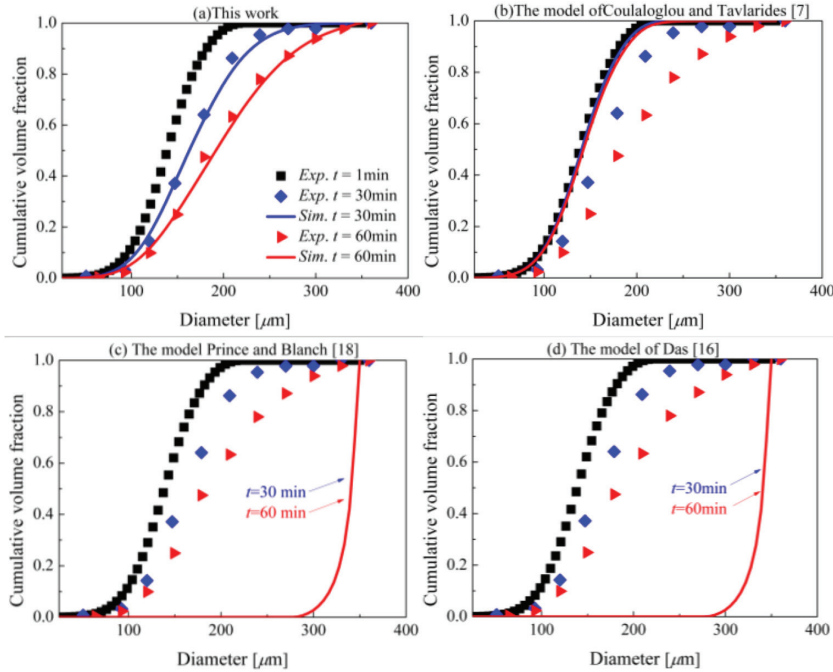 (a)This work
(b)The model ofCoulaloglou and Tavlarides [7]
Cumulative volume fraction
1.0
0.8
0.6
0.4
0.2
0.0
100
200
300
400
Diameter [μm]
Exp. t = 1min
Exp. t = 30min
Sim. t = 30min
Exp. t = 60min
Sim. t = 60min
Cumulative volume fraction
1.0
0.8
0.6
0.4
0.2
0.0
100
200
300
400
Diameter [μm]
(c) The model Prince and Blanch [18]
(d) The model of Das [16]
Cumulative volume fraction
1.0
0.8
0.6
0.4
0.2
0.0
100
200
300
400
Diameter [μm]
t=30 min
t=60 min
Cumulative volume fraction
1.0
0.8
0.6
0.4
0.2
0.0
100
200
300
400
Diameter [μm]
t=30min
t=60min